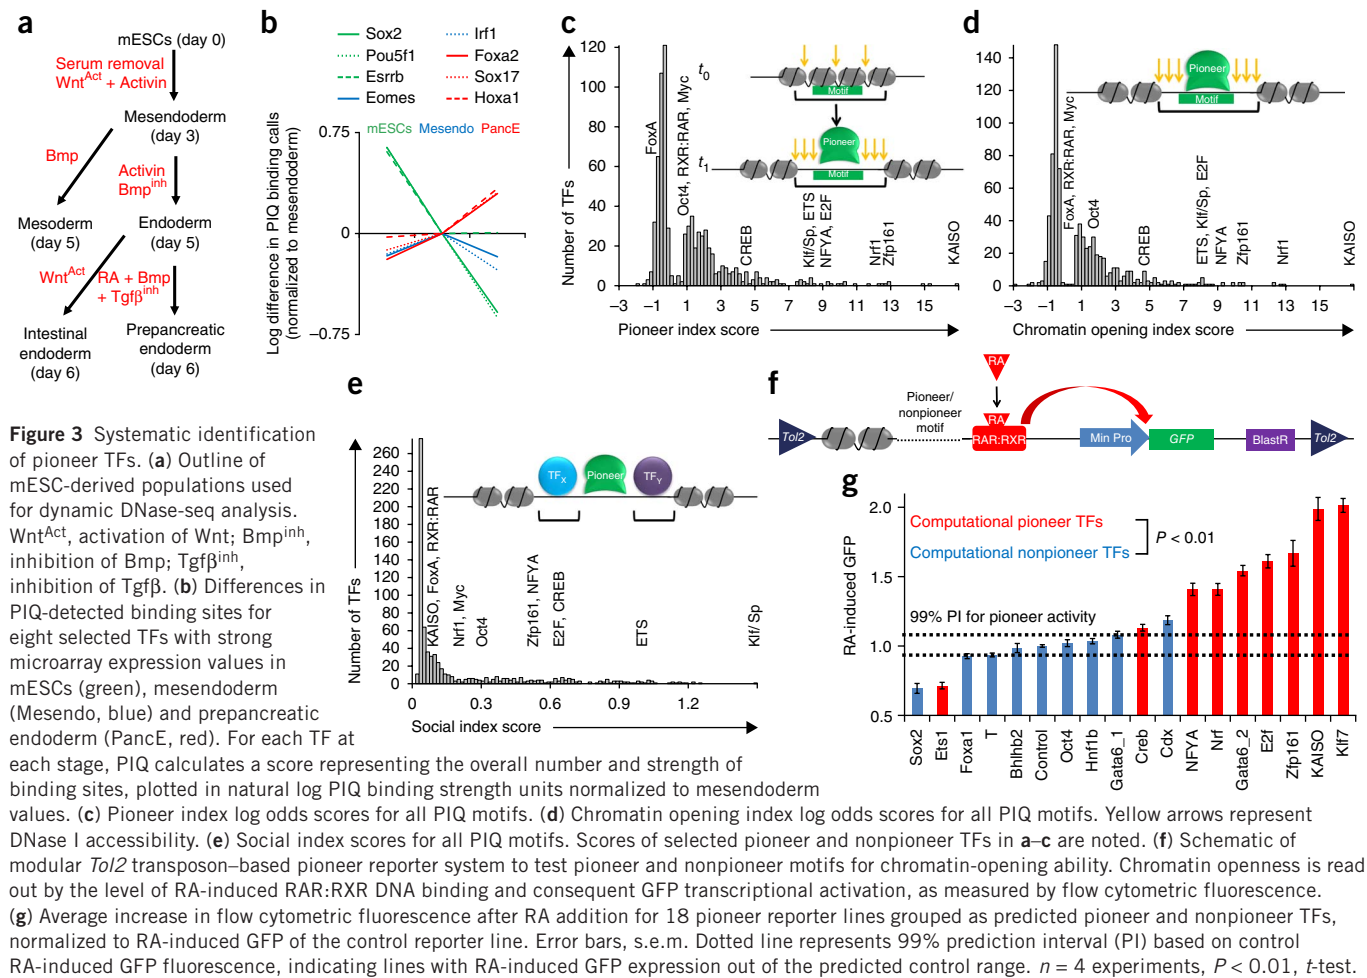 a
mESCs (day 0)
Serum removal
Wnt^Act + Activin
Mesendoderm
(day 3)
Bmp
Activin
Bmp^inh
Mesoderm
(day 5)
Endoderm
(day 5)
Wnt^Act
RA + Bmp
+ Tgfβ^inh
Intestinal
endoderm
(day 6)
Prepancreatic
endoderm
(day 6)
b
Sox2
Pou5f1
Esrrb
Eomes
Irf1
Foxa2
Sox17
Hoxa1
Log difference in PIQ binding calls
(normalized to mesendoderm)
0.75
0
–0.75
mESCs Mesendo PancE
c
Number of TFs
120
100
80
60
40
20
0
–3 –1 1 3 5 7 9 11 13 15 17
Pioneer index score
FoxA
Oct4, RXR:RAR, Myc
CREB
Klf/Sp, ETS
NFYA, E2F
Nrf1
Zfp161
KAISO
t0
Motif
t1
Pioneer
Motif
d
140
120
100
80
60
40
20
0
–3 –1 1 3 5 7 9 11 13 15
Chromatin opening index score
FoxA, RXR:RAR, Myc
Oct4
CREB
ETS, Klf/Sp, E2F
NFYA
Zfp161
Nrf1
KAISO
Pioneer
Motif
e
Number of TFs
260
240
220
200
180
160
140
120
100
80
60
40
20
0
0 0.3 0.6 0.9 1.2
Social index score
KAISO, FoxA, RXR:RAR
Nrf1, Myc
Oct4
Zfp161, NFYA
E2F, CREB
ETS
Klf/ Sp
TFX
Pioneer
TFY
f
RA
Pioneer/
nonpioneer
motif
RA
RAR:RXR
Tol2
Min Pro
GFP
BlastR
Tol2
g
RA-induced GFP
2.0
1.5
1.0
0.5
Computational pioneer TFs
Computational nonpioneer TFs
P < 0.01
99% PI for pioneer activity
Sox2
Ets1
Foxa1
T
Bhlhb2
Control
Oct4
Hnf1b
Gata6_1
Creb
Cdx
NFYA
Nrf
Gata6_2
E2f
Zfp161
KAISO
Klf7
Figure 3 Systematic identification
of pioneer TFs. (a) Outline of
mESC-derived populations used
for dynamic DNase-seq analysis.
Wnt^Act, activation of Wnt; Bmp^inh,
inhibition of Bmp; Tgfβ^inh,
inhibition of Tgfβ. (b) Differences in
PIQ-detected binding sites for
eight selected TFs with strong
microarray expression values in
mESCs (green), mesendoderm
(Mesendo, blue) and prepancreatic
endoderm (PancE, red). For each TF at
each stage, PIQ calculates a score representing the overall number and strength of
binding sites, plotted in natural log PIQ binding strength units normalized to mesendoderm
values. (c) Pioneer index log odds scores for all PIQ motifs. (d) Chromatin opening index log odds scores for all PIQ motifs. Yellow arrows represent
DNase I accessibility. (e) Social index scores for all PIQ motifs. Scores of selected pioneer and nonpioneer TFs in a–c are noted. (f) Schematic of
modular Tol2 transposon–based pioneer reporter system to test pioneer and nonpioneer motifs for chromatin-opening ability. Chromatin openness is read
out by the level of RA-induced RAR:RXR DNA binding and consequent GFP transcriptional activation, as measured by flow cytometric fluorescence.
(g) Average increase in flow cytometric fluorescence after RA addition for 18 pioneer reporter lines grouped as predicted pioneer and nonpioneer TFs,
normalized to RA-induced GFP of the control reporter line. Error bars, s.e.m. Dotted line represents 99% prediction interval (PI) based on control
RA-induced GFP fluorescence, indicating lines with RA-induced GFP expression out of the predicted control range. n = 4 experiments, P < 0.01, t-test.